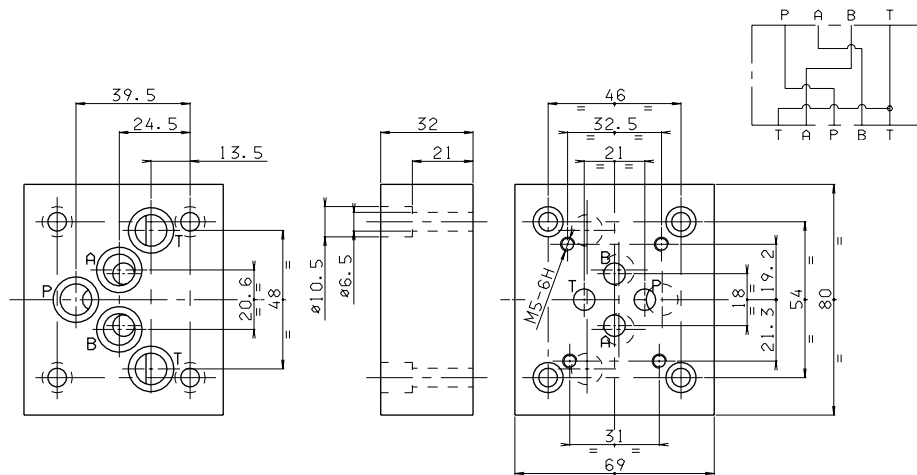 P A B T
T A P B T
39.5
24.5
13.5
T
A
P
B
T
20.6
=
=
48
=
=
32
21
ø10.5
ø6.5
46
= =
32.5
= =
21
= =
M5-6H
B
T
P
A
18
=
=
19.2
21.3
54
=
=
80
=
=
31
= =
69
= =